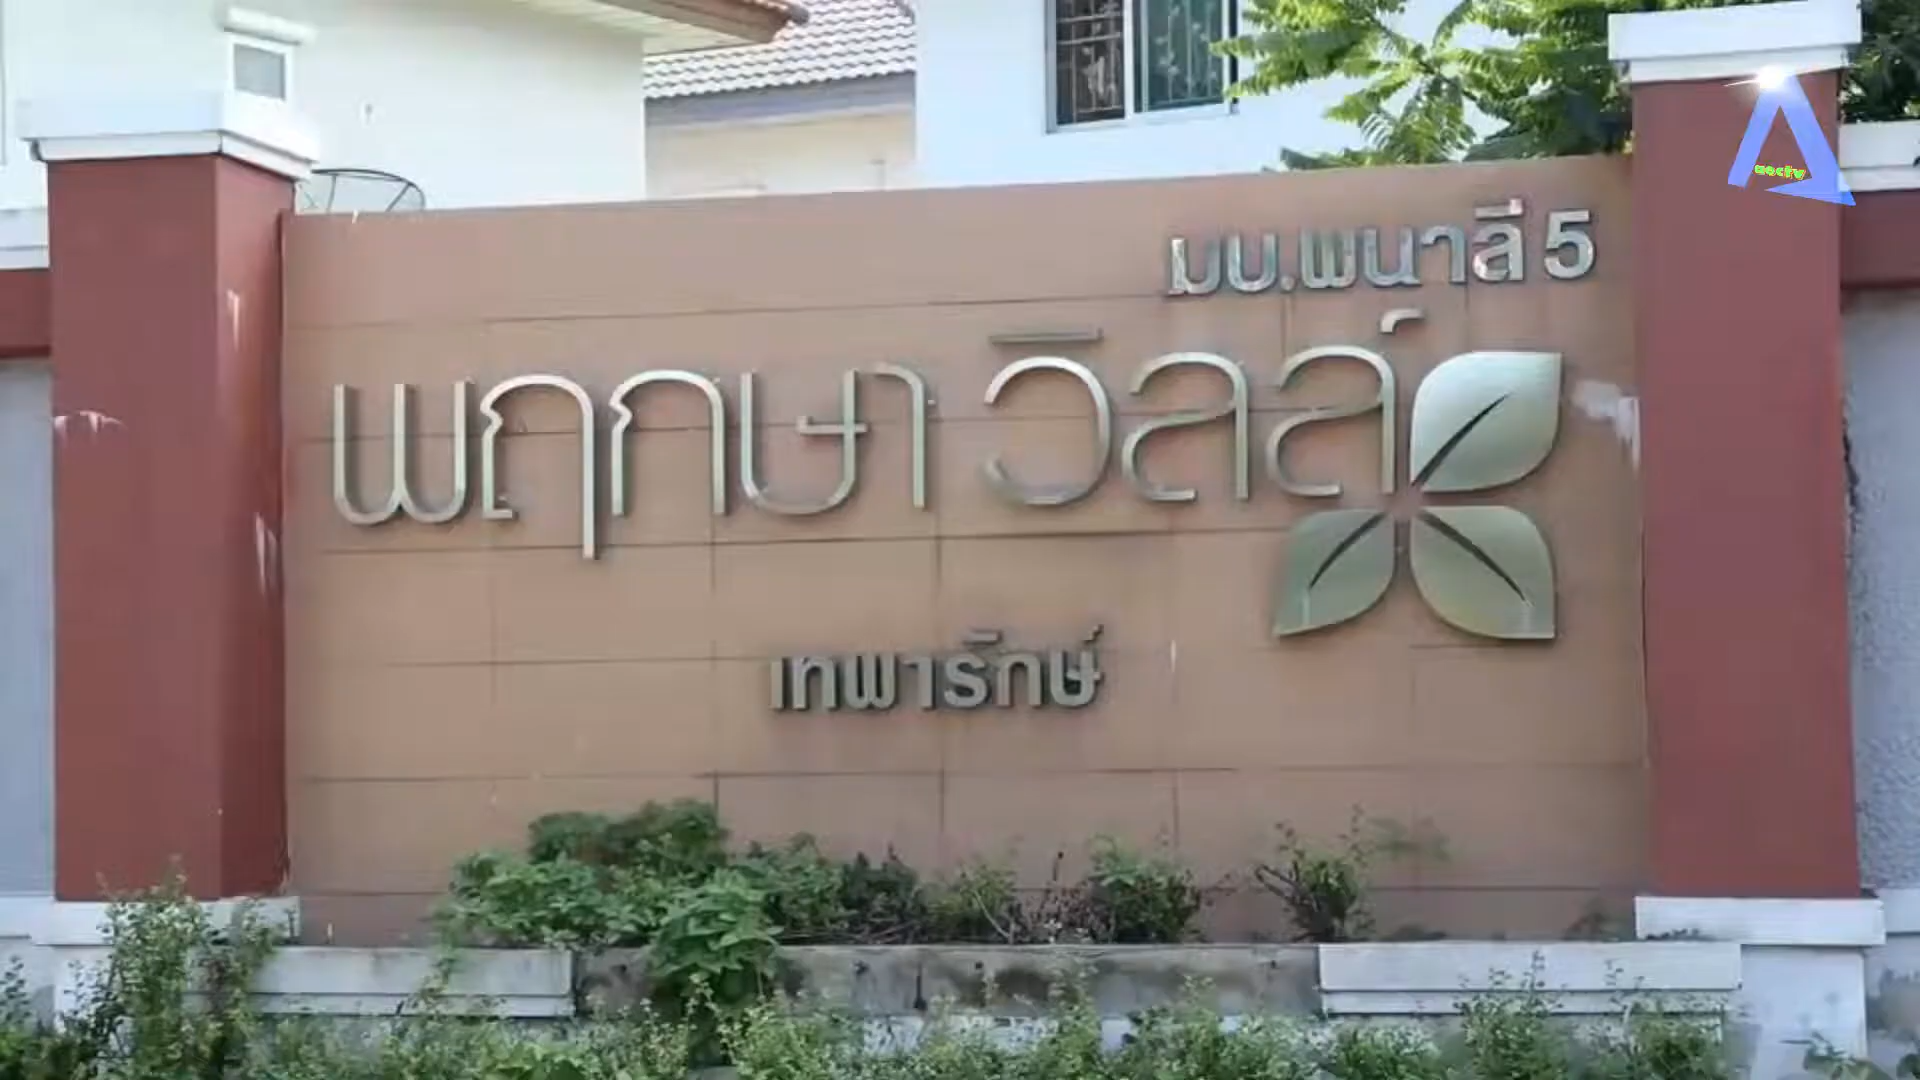 มบ.พนาลี 5
พฤกษา วิลล์
เทพารักษ์
aectv